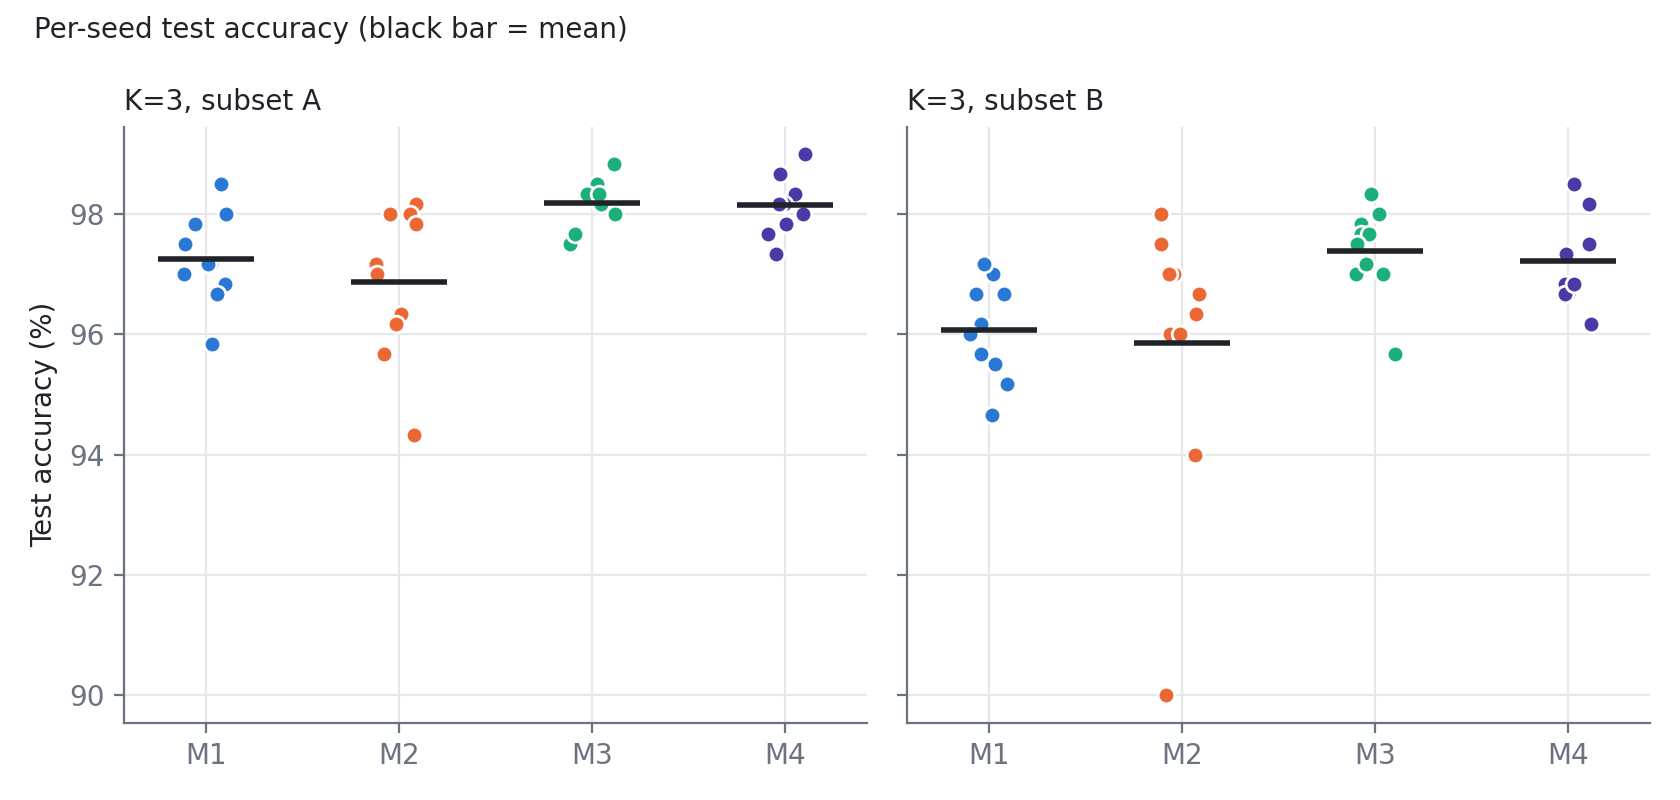 Per-seed test accuracy (black bar = mean)
K=3, subset A
K=3, subset B
Test accuracy (%)
98
96
94
92
90
M1 M2 M3 M4
M1 M2 M3 M4